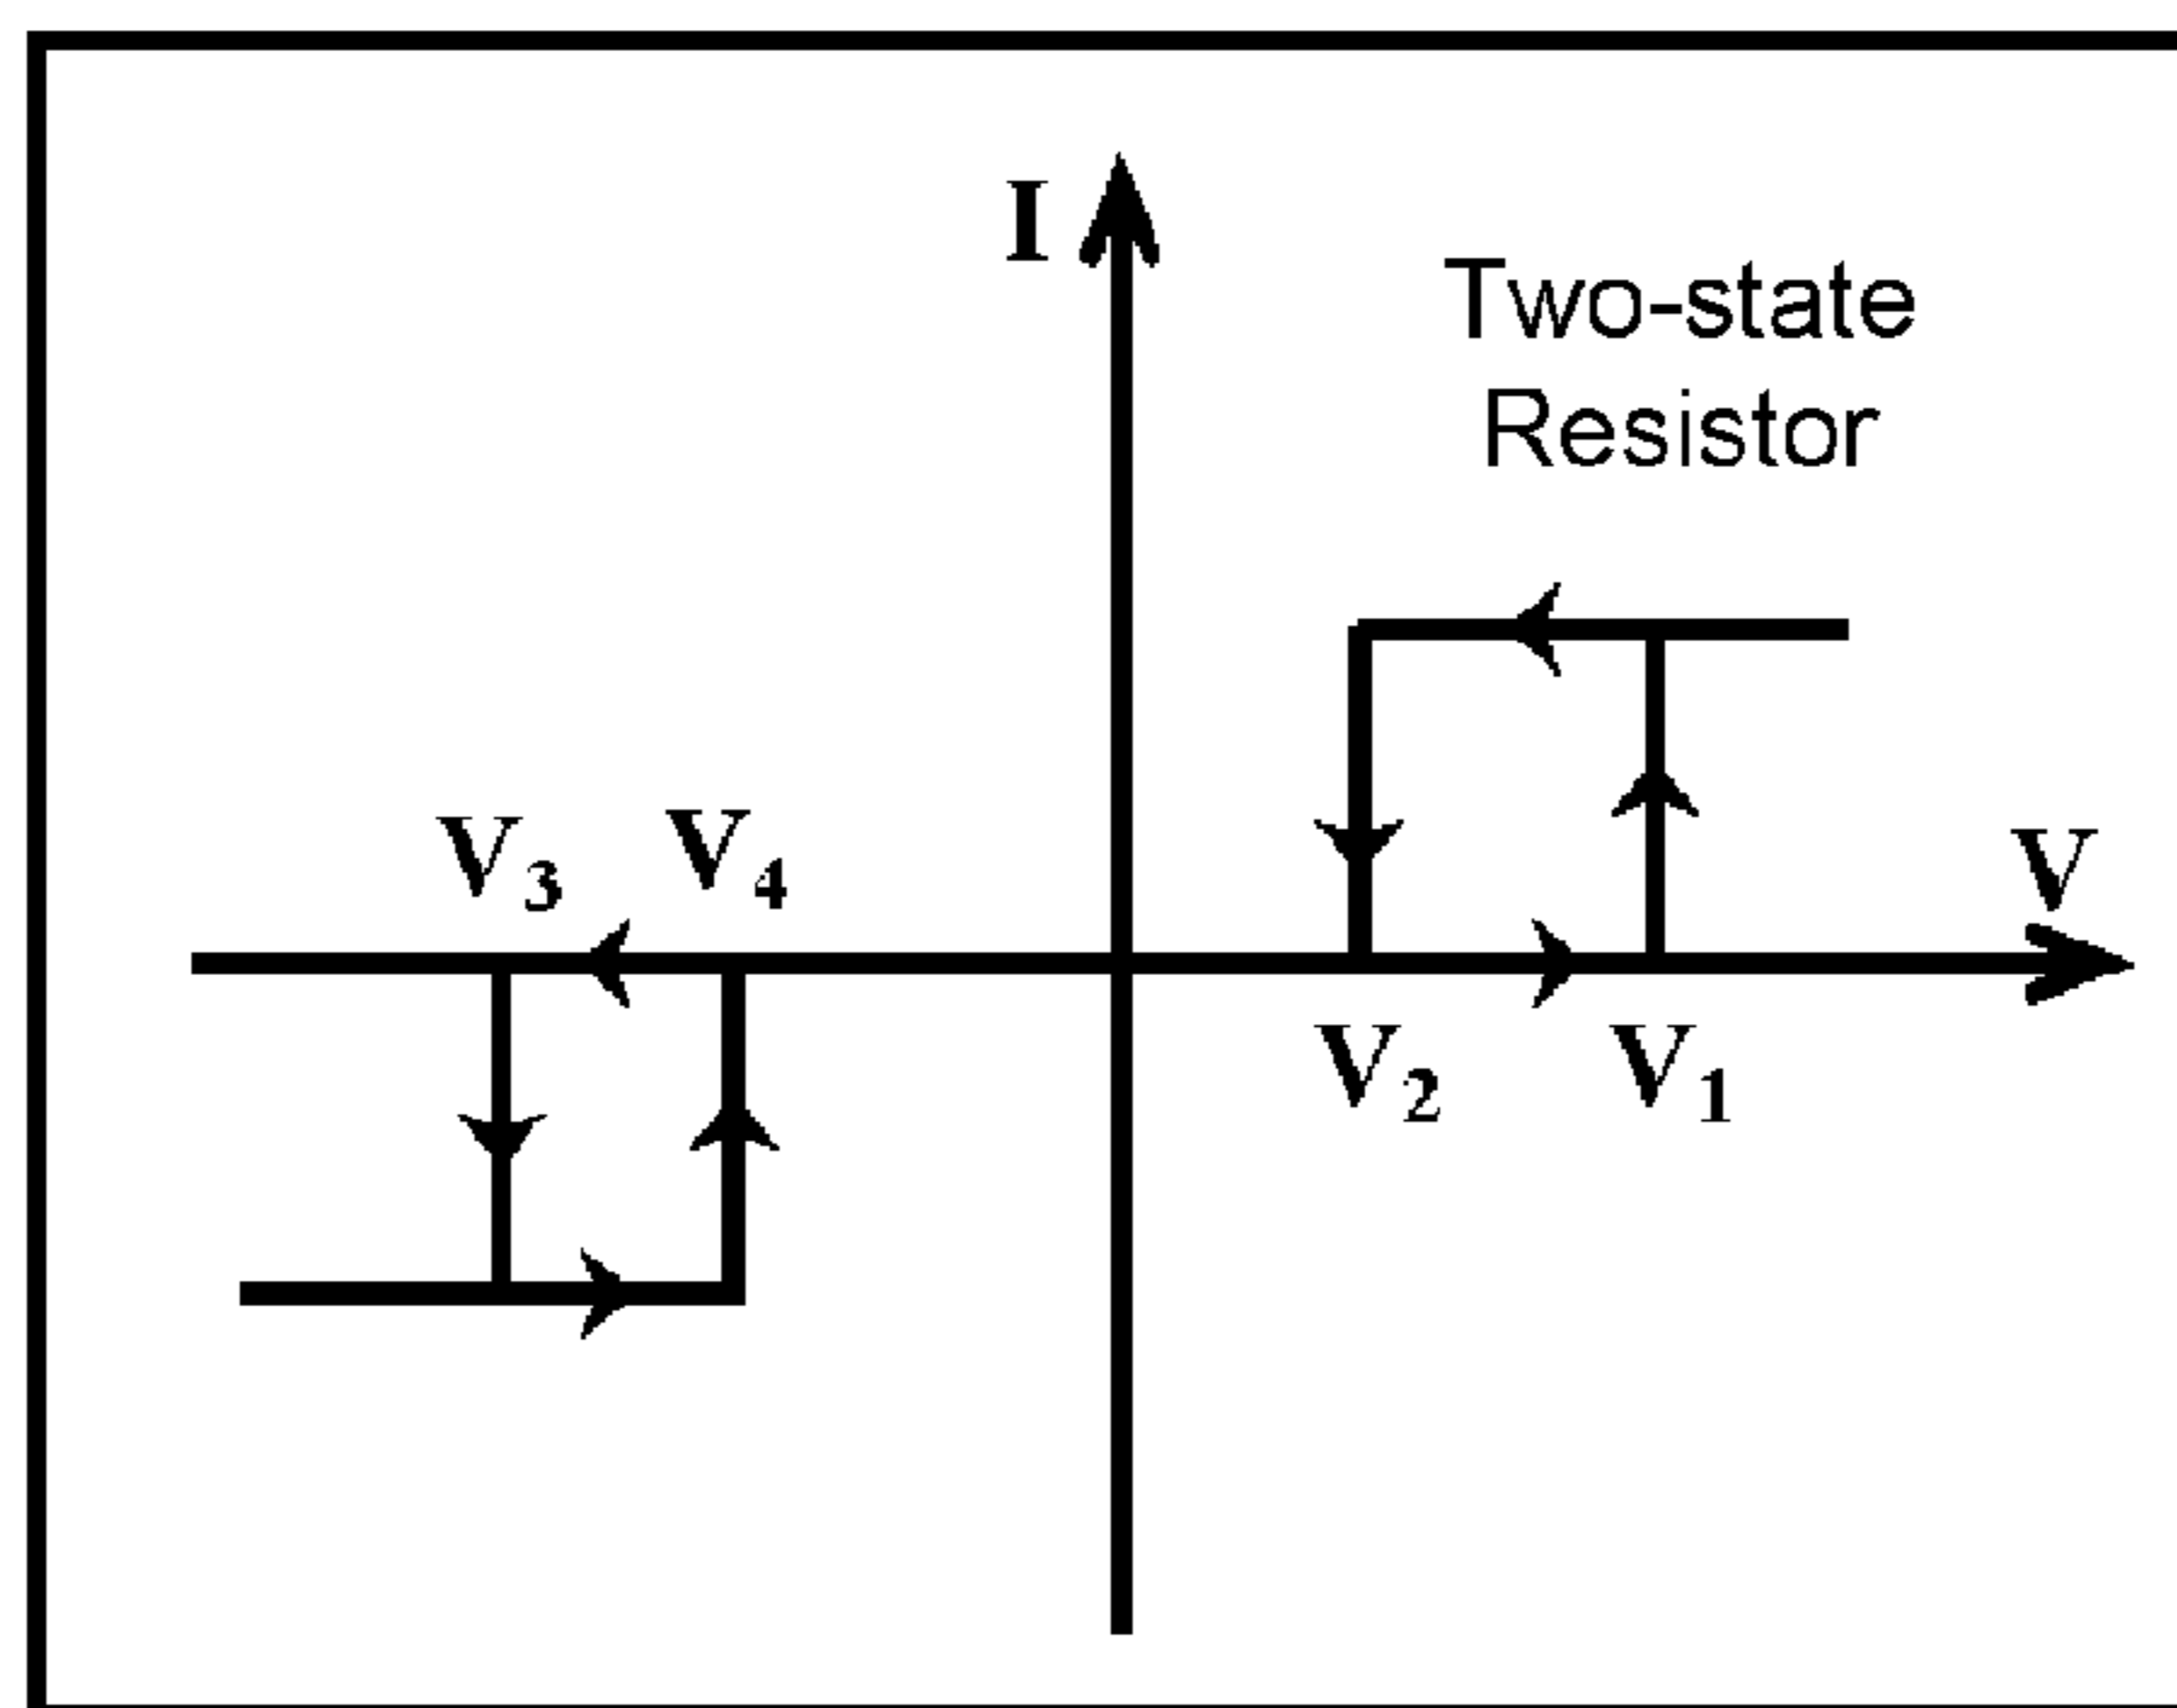 I
Two-state
Resistor
V₃ V₄
V
V₂ V₁